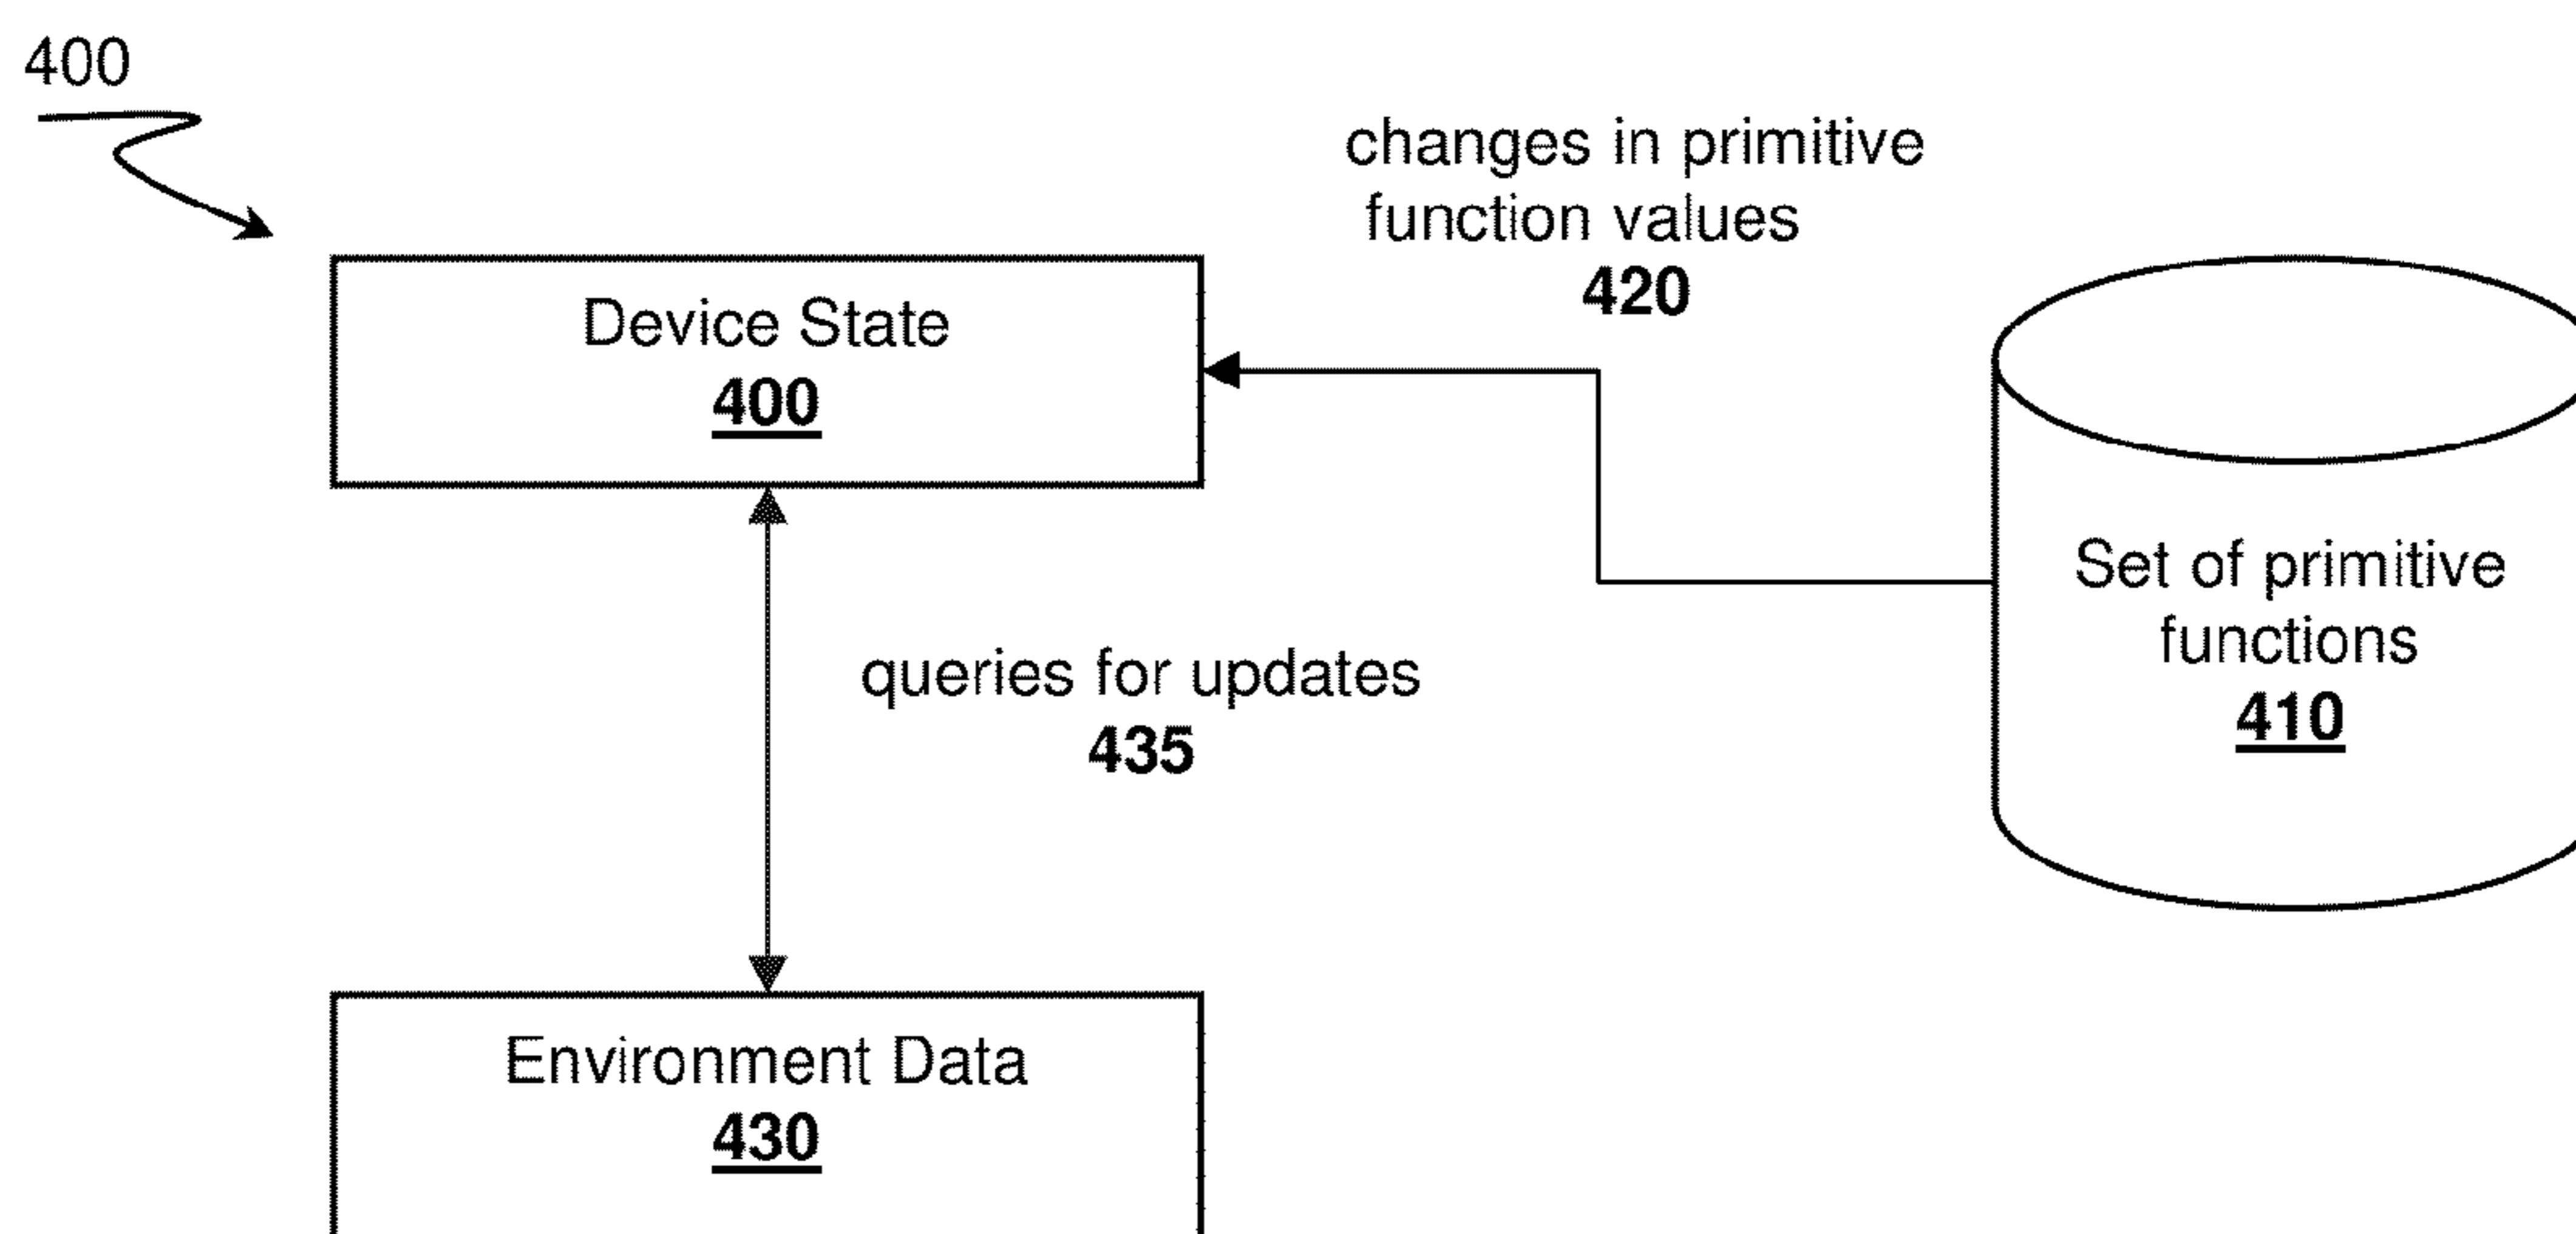 400
changes in primitive
function values
420
Device State
400
Set of primitive
functions
410
queries for updates
435
Environment Data
430